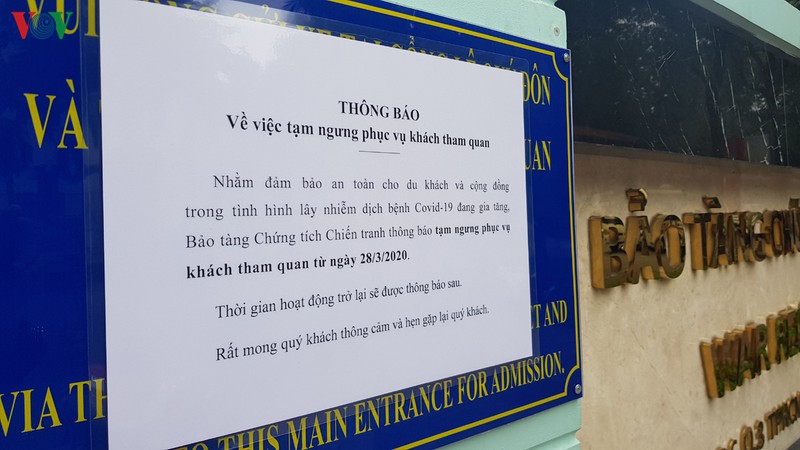 VOV
ĐÔN
VÀ
QUAN
THÔNG BÁO
Về việc tạm ngưng phục vụ khách tham quan
Nhằm đảm bảo an toàn cho du khách và cộng đồng
trong tình hình lây nhiễm dịch bệnh Covid-19 đang gia tăng,
Bảo tàng Chứng tích Chiến tranh thông báo tạm ngưng phục vụ
khách tham quan từ ngày 28/3/2020.
Thời gian hoạt động trở lại sẽ được thông báo sau.
Rất mong quý khách thông cảm và hẹn gặp lại quý khách.
AND
VIA
TO THIS MAIN ENTRANCE FOR ADMISSION.
BẢO TÀNG
WAR